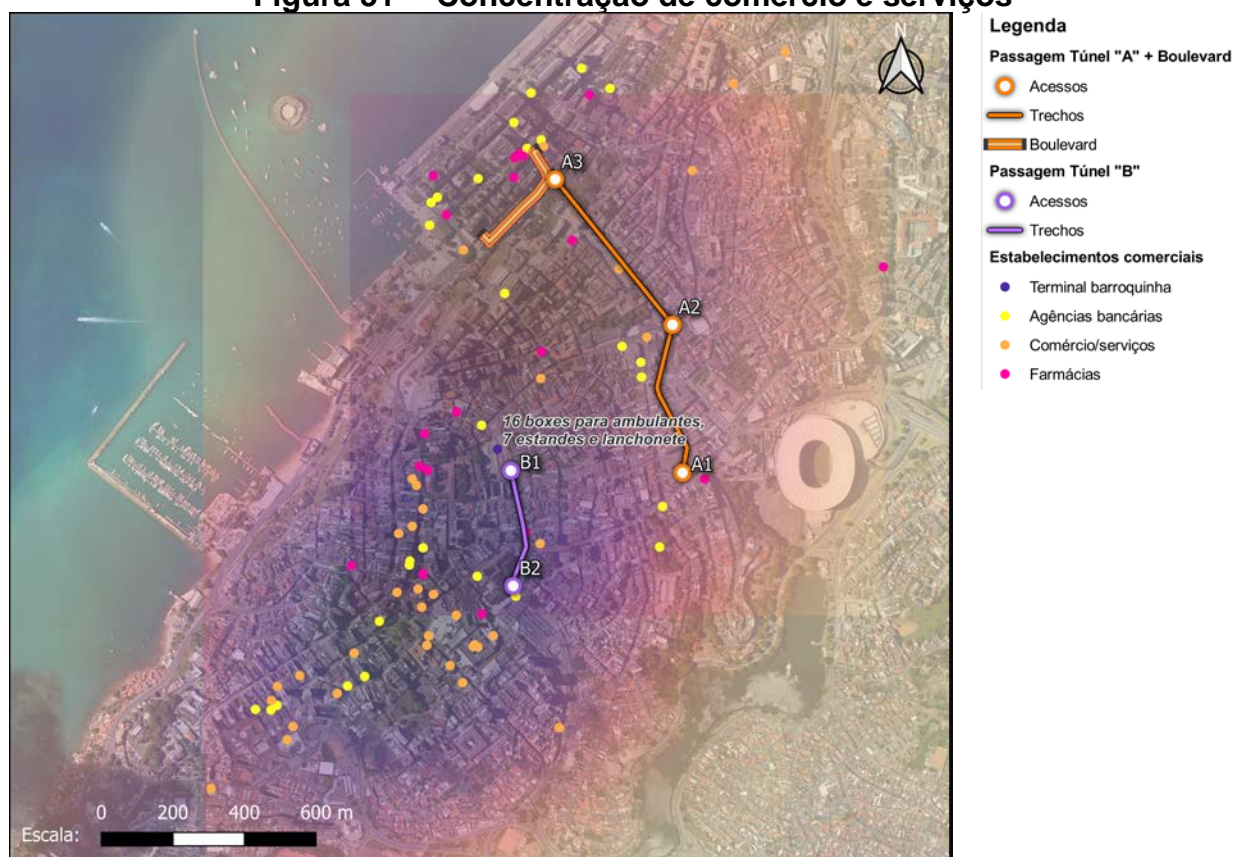 Figura 31 – Concentração de comércio e serviços
Legenda
Passagem Túnel "A" + Boulevard
Acessos
Trechos
Boulevard
Passagem Túnel "B"
Acessos
Trechos
Estabelecimentos comerciais
Terminal barroquinha
Agências bancárias
Comércio/serviços
Farmácias
A3
A2
16 boxes para ambulantes,
7 estandes e lanchonete
B1
A1
B2
0 200 400 600 m
Escala: